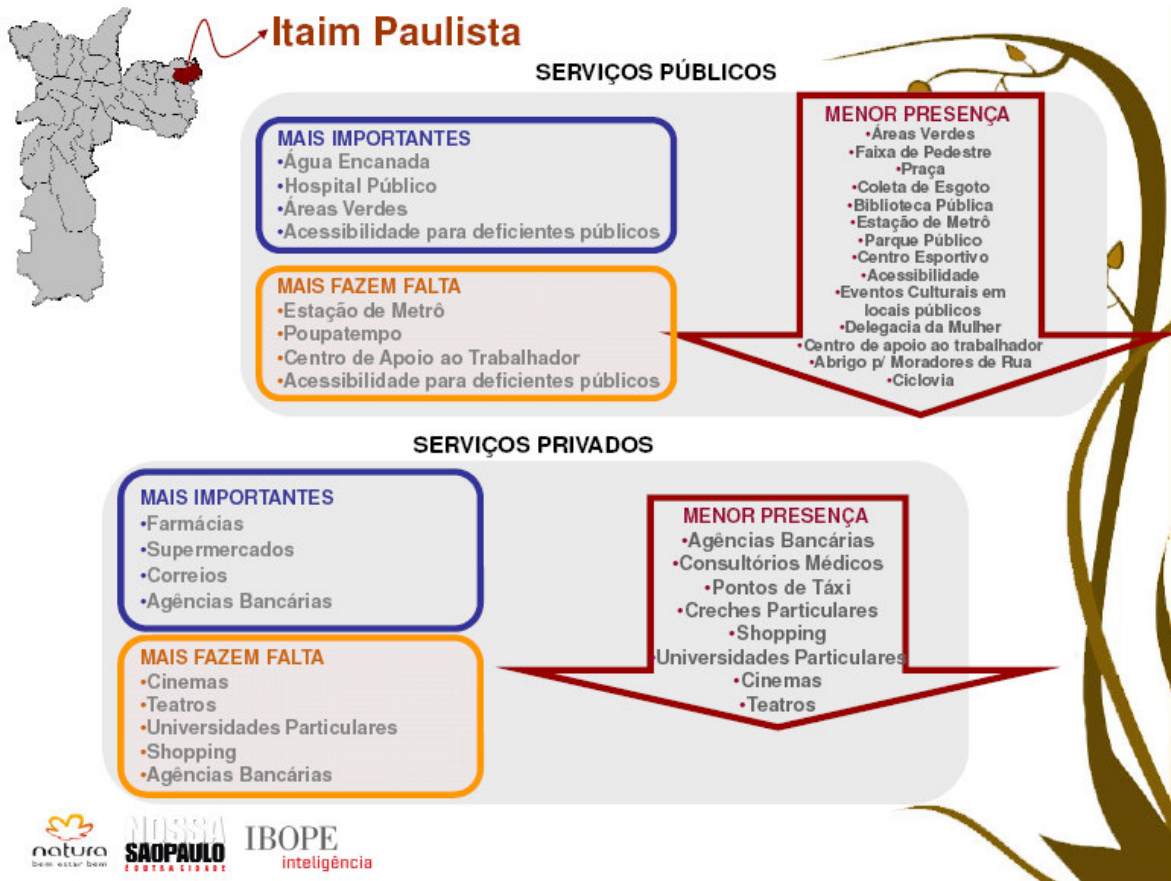 Itaim Paulista
SERVIÇOS PÚBLICOS
MAIS IMPORTANTES
•Água Encanada
•Hospital Público
•Áreas Verdes
•Acessibilidade para deficientes públicos
MAIS FAZEM FALTA
•Estação de Metrô
•Poupatempo
•Centro de Apoio ao Trabalhador
•Acessibilidade para deficientes públicos
MENOR PRESENÇA
•Áreas Verdes
•Faixa de Pedestre
•Praça
•Coleta de Esgoto
•Biblioteca Pública
•Estação de Metrô
•Parque Público
•Centro Esportivo
•Acessibilidade
•Eventos Culturais em
locais públicos
•Delegacia da Mulher
•Centro de apoio ao trabalhador
•Abrigo p/ Moradores de Rua
•Ciclovia
SERVIÇOS PRIVADOS
MAIS IMPORTANTES
•Farmácias
•Supermercados
•Correios
•Agências Bancárias
MAIS FAZEM FALTA
•Cinemas
•Teatros
•Universidades Particulares
•Shopping
•Agências Bancárias
MENOR PRESENÇA
•Agências Bancárias
•Consultórios Médicos
•Pontos de Táxi
•Creches Particulares
•Shopping
•Universidades Particulares
•Cinemas
•Teatros
natura
bem estar bem
NOSSA
SÃOPAULO
OUTRA CIDADE
IBOPE
inteligência